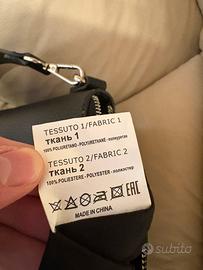 TESSUTO 1/FABRIC 1
ТКАНЬ 1
100% POLIURETANO - POLYURETHANE - полиуретан
TESSUTO 2/FABRIC 2
ТКАНЬ 2
100% POLIESTERE - POLYESTER - полиэстер
EAC
MADE IN CHINA
subito